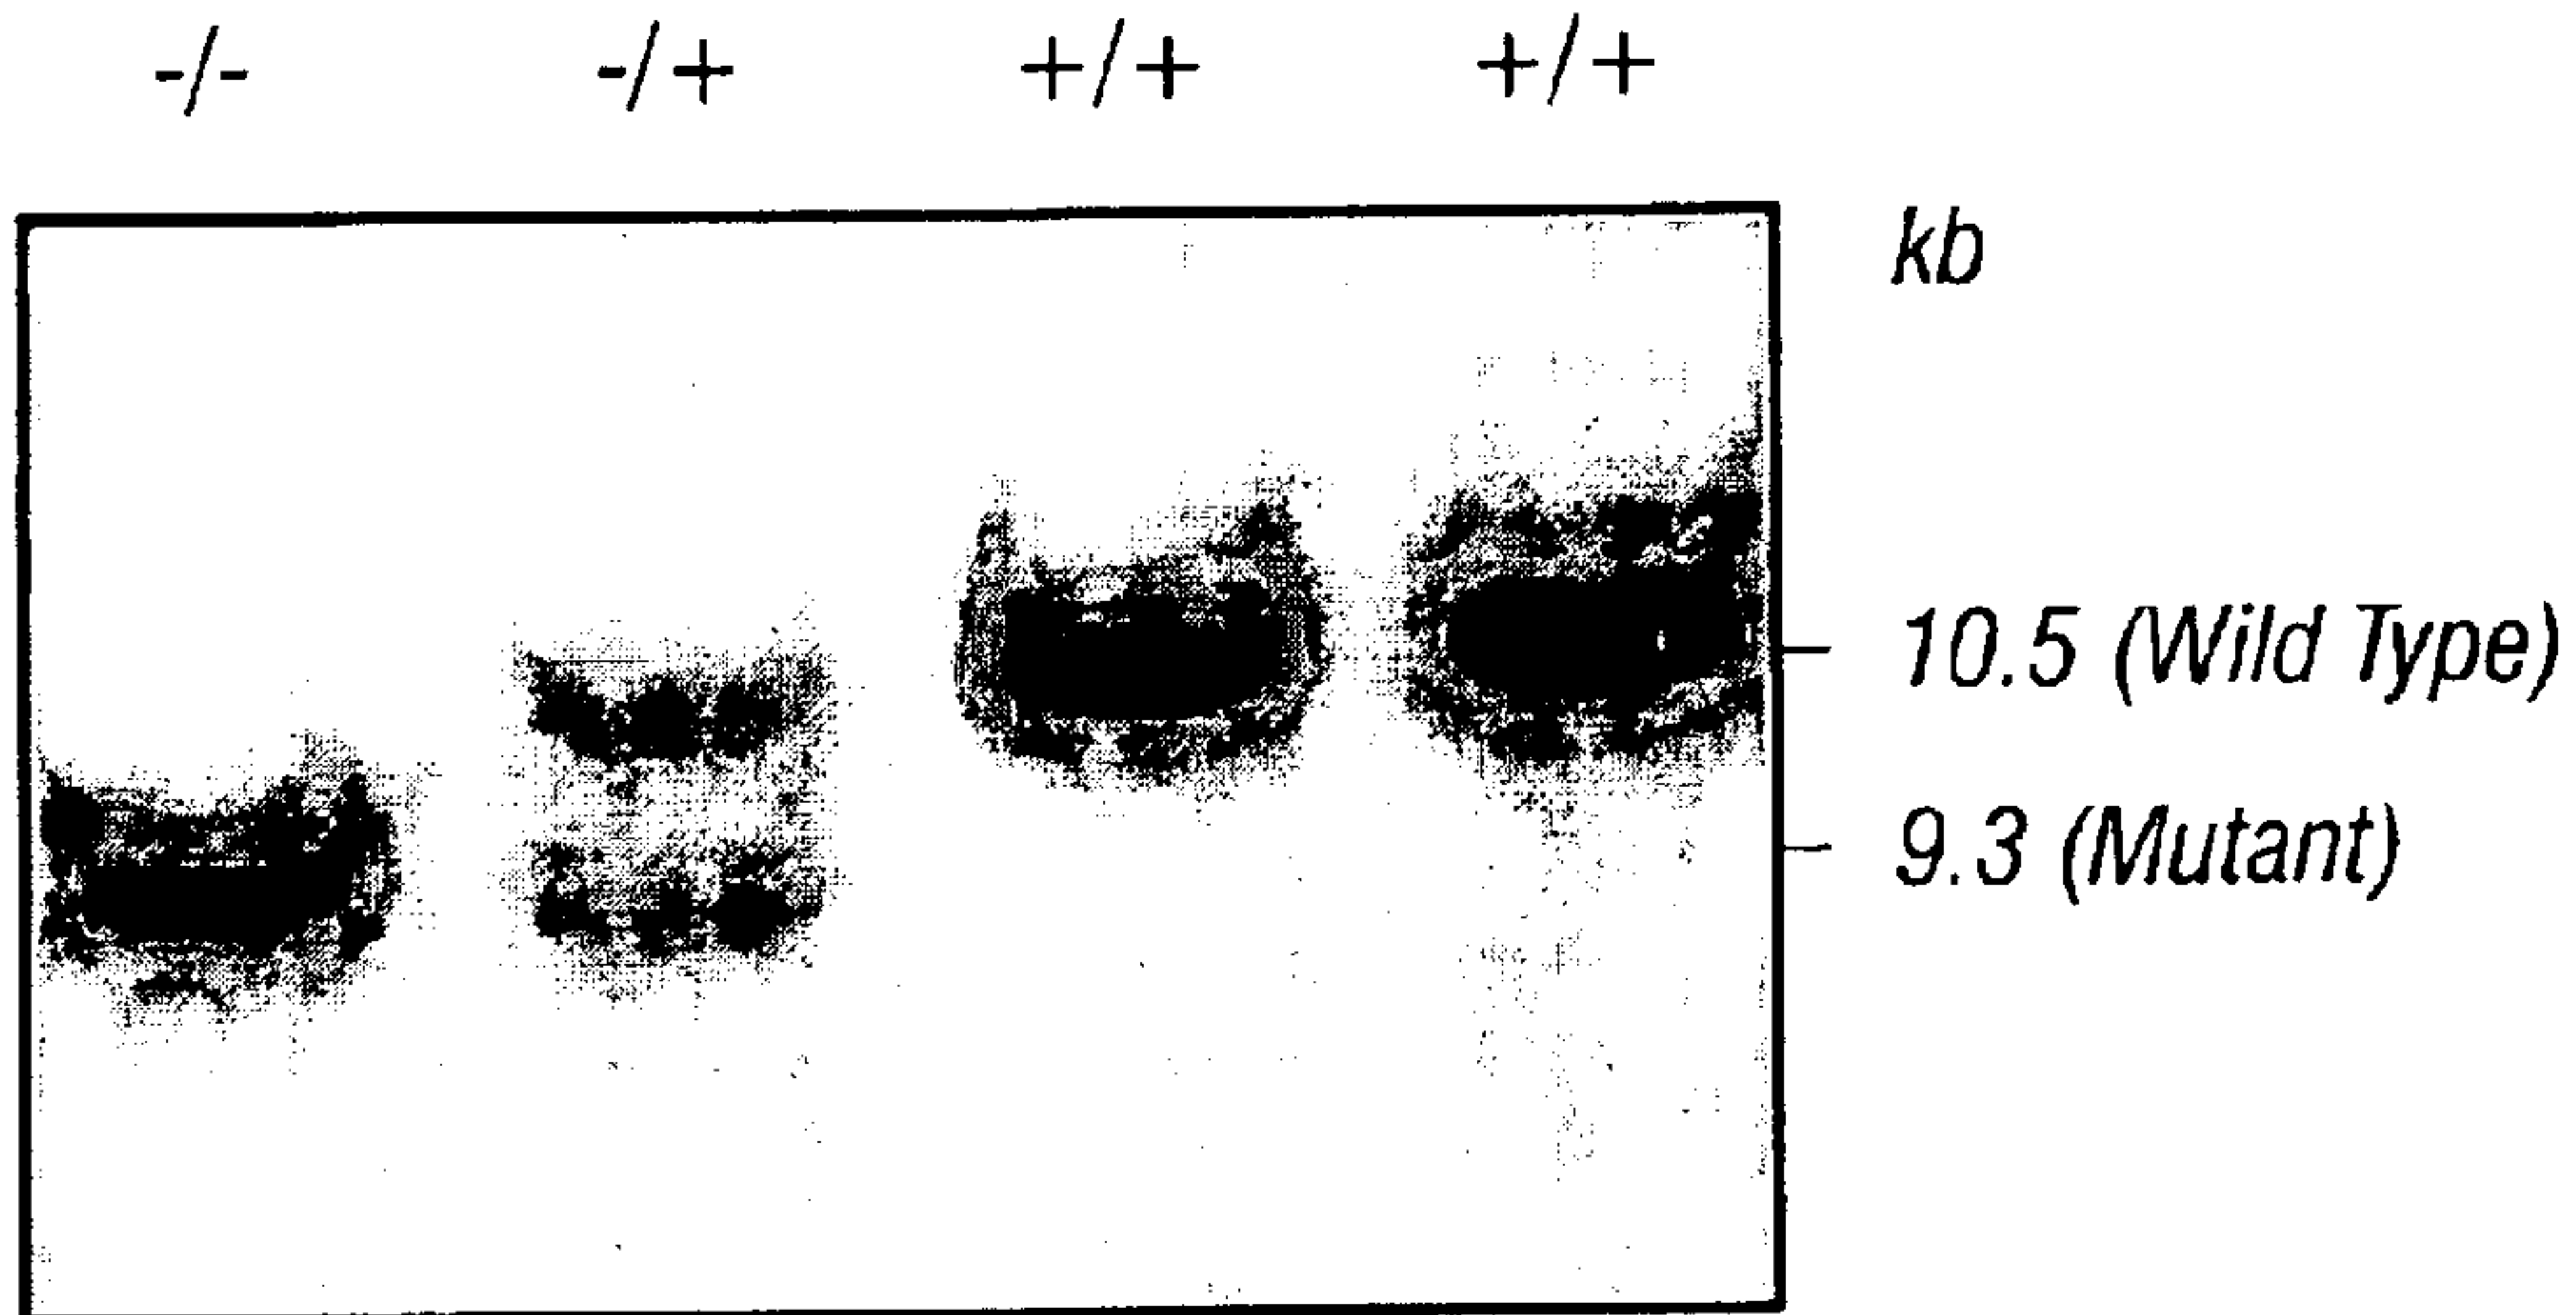 -/- -/+ +/+ +/+
kb
10.5 (Wild Type)
9.3 (Mutant)